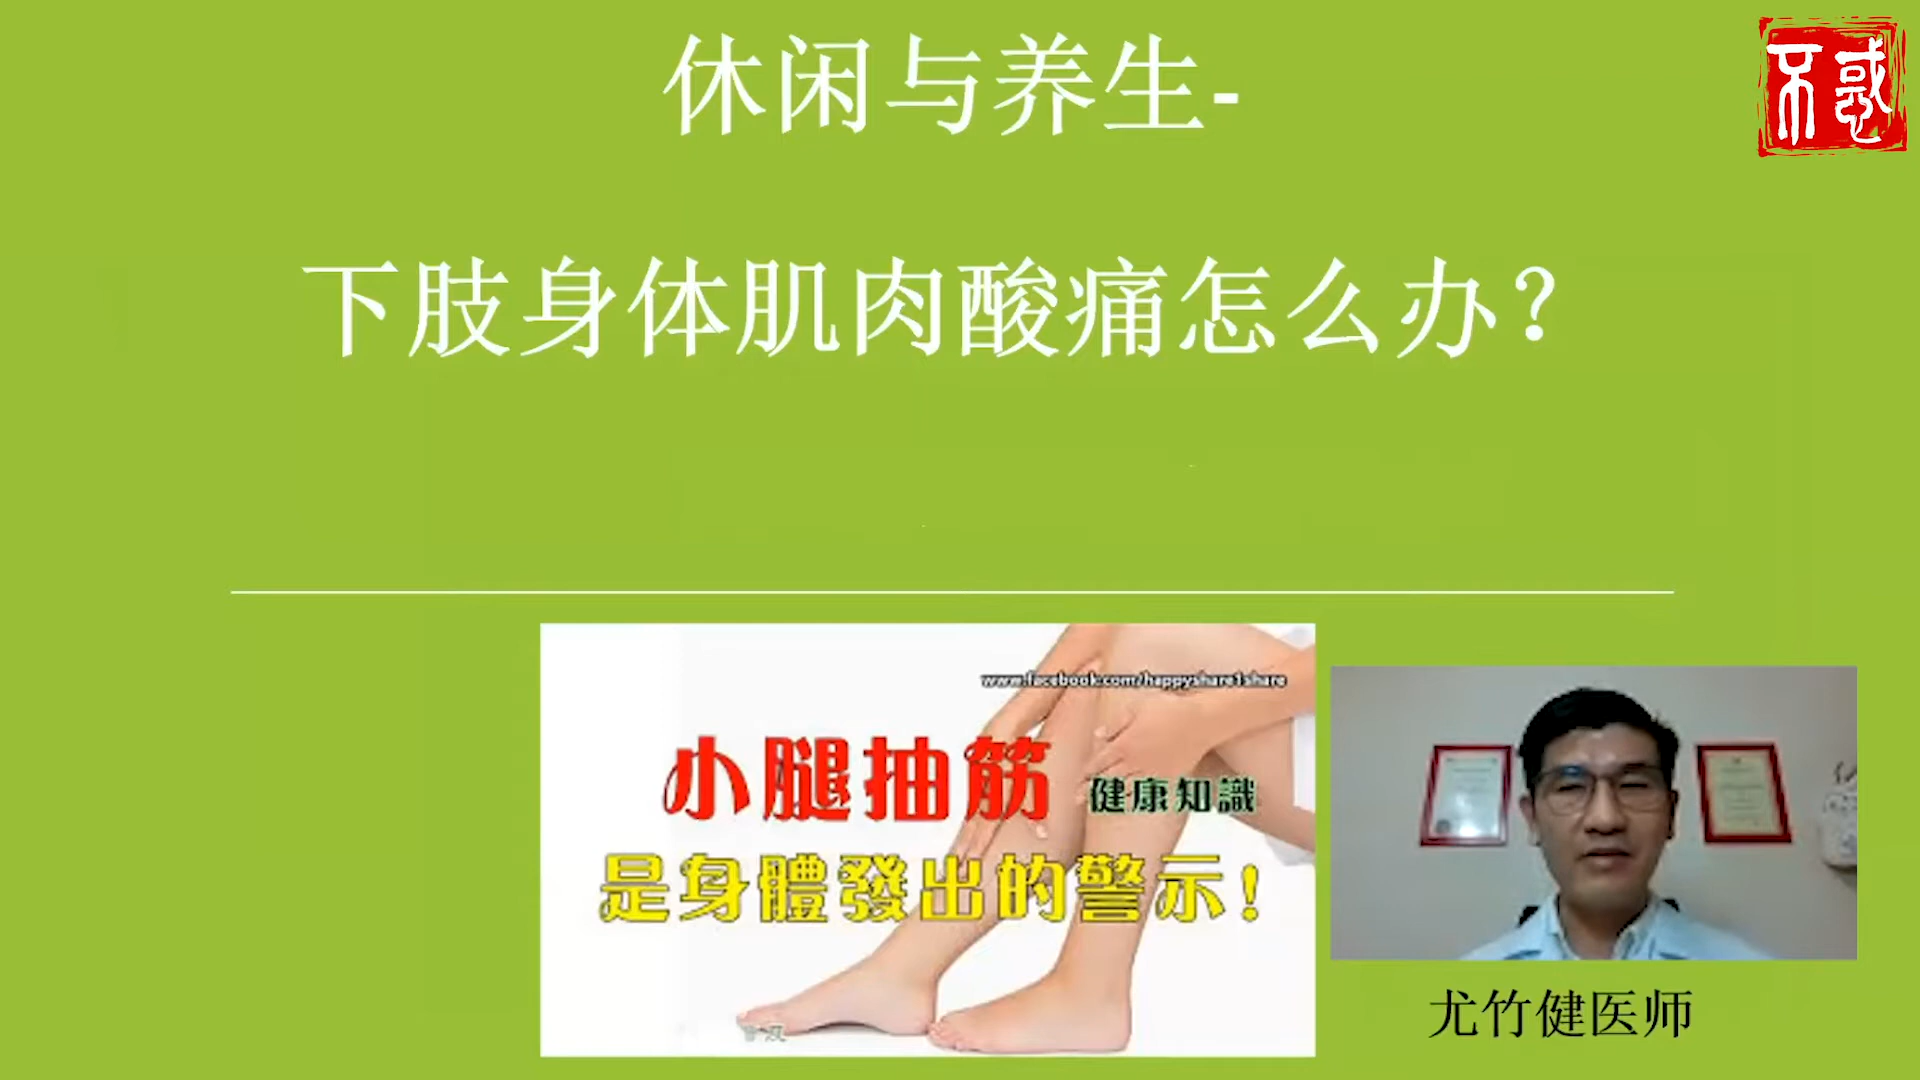 休闲与养生-
不惑
下肢身体肌肉酸痛怎么办？
www.facebook.com/happyshare1share
小腿抽筋 健康知識
是身體發出的警示！
尤竹健医师